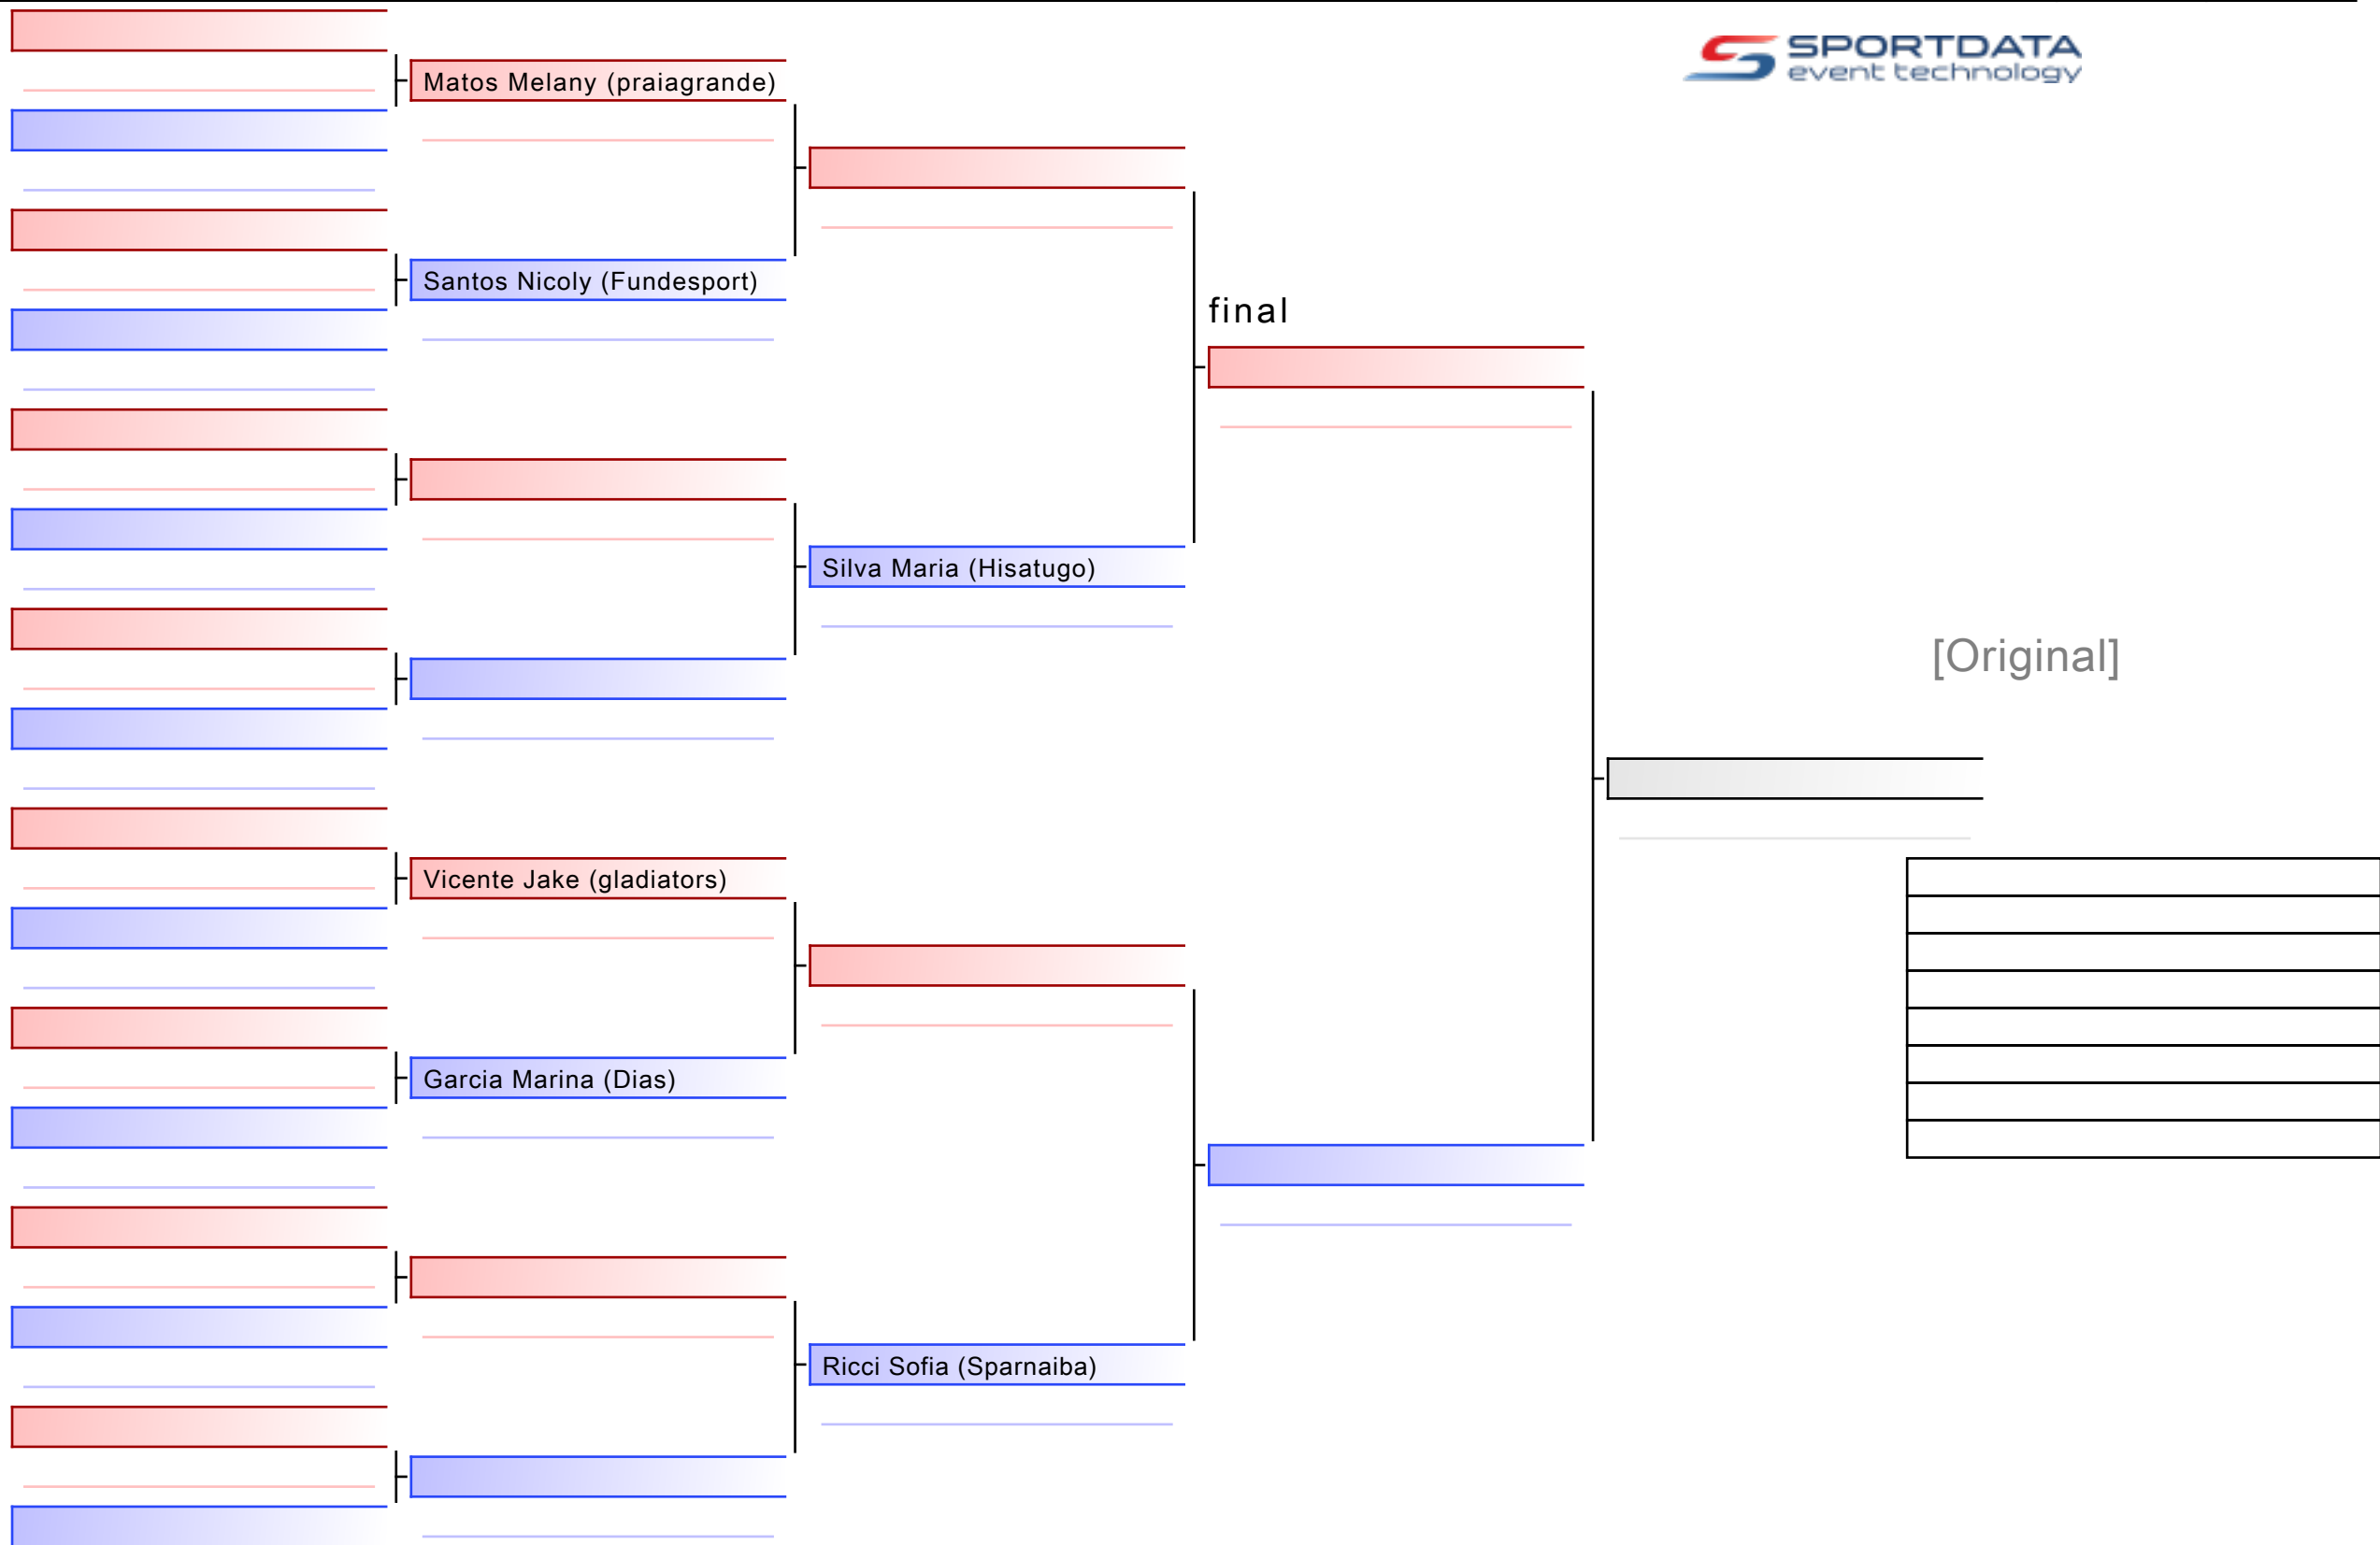 SPORTDATA
event technology
Matos Melany (praiagrande)
Santos Nicoly (Fundesport)
final
Silva Maria (Hisatugo)
[Original]
Vicente Jake (gladiators)
Garcia Marina (Dias)
Ricci Sofia (Sparnaiba)